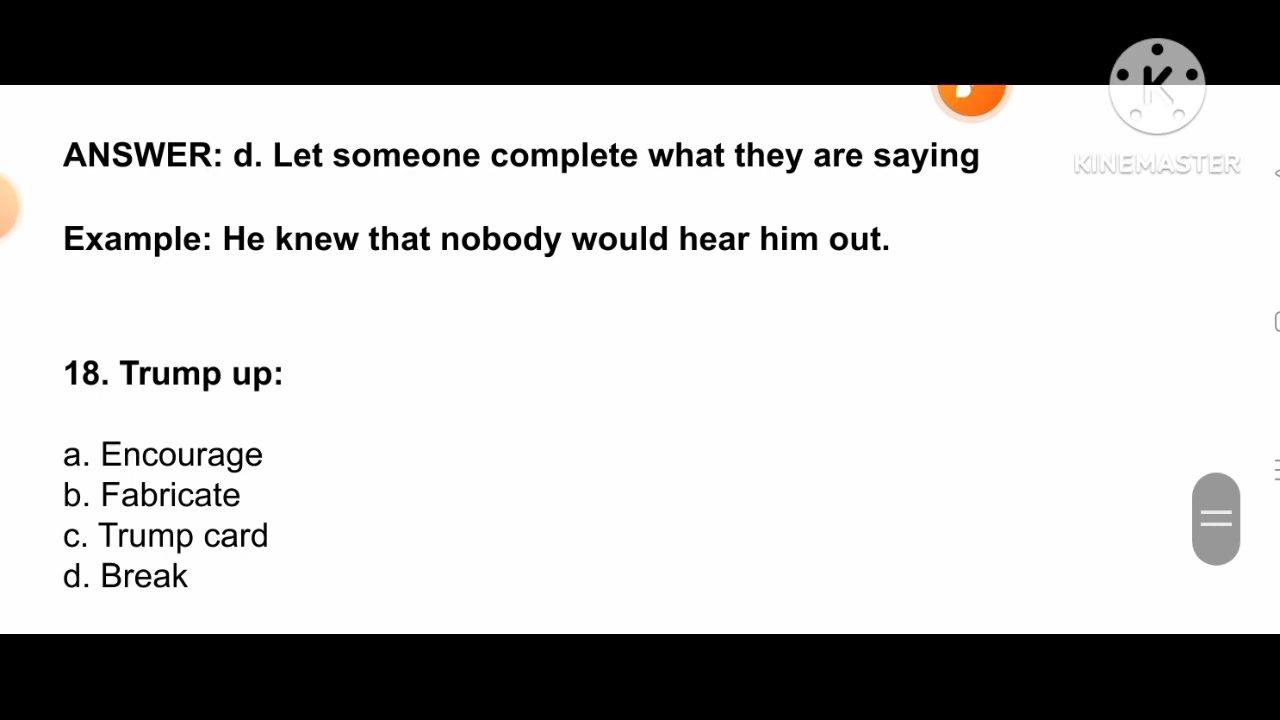 KINEMASTER
ANSWER: d. Let someone complete what they are saying
Example: He knew that nobody would hear him out.
18. Trump up:
a. Encourage
b. Fabricate
c. Trump card
d. Break